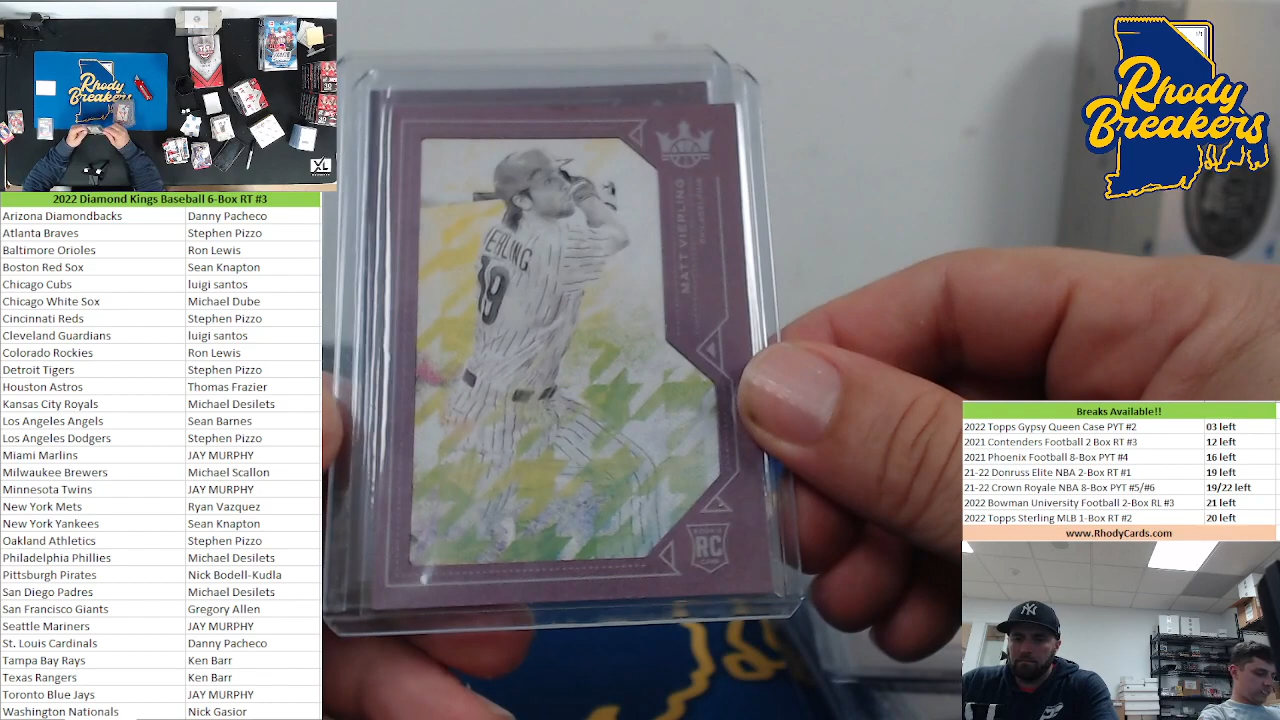 2022 Diamond Kings Baseball 6-Box RT #3
Arizona Diamondbacks Danny Pacheco
Atlanta Braves Stephen Pizzo
Baltimore Orioles Ron Lewis
Boston Red Sox Sean Knapton
Chicago Cubs luigi santos
Chicago White Sox Michael Dube
Cincinnati Reds Stephen Pizzo
Cleveland Guardians luigi santos
Colorado Rockies Ron Lewis
Detroit Tigers Stephen Pizzo
Houston Astros Thomas Frazier
Kansas City Royals Michael Desilets
Los Angeles Angels Sean Barnes
Los Angeles Dodgers Stephen Pizzo
Miami Marlins JAY MURPHY
Milwaukee Brewers Michael Scallon
Minnesota Twins JAY MURPHY
New York Mets Ryan Vazquez
New York Yankees Sean Knapton
Oakland Athletics Stephen Pizzo
Philadelphia Phillies Michael Desilets
Pittsburgh Pirates Nick Bodell-Kudla
San Diego Padres Michael Desilets
San Francisco Giants Gregory Allen
Seattle Mariners JAY MURPHY
St. Louis Cardinals Danny Pacheco
Tampa Bay Rays Ken Barr
Texas Rangers Ken Barr
Toronto Blue Jays JAY MURPHY
Washington Nationals Nick Gasior
Rhody
Breakers
XL
IERLING
19
MATT VIERLING
PHILADELPHIA
RC
Rhody
Breakers
Breaks Available!!
2022 Topps Gypsy Queen Case PYT #2 03 left
2021 Contenders Football 2 Box RT #3 12 left
2021 Phoenix Football 8-Box PYT #4 16 left
21-22 Donruss Elite NBA 2-Box RT #1 19 left
21-22 Crown Royale NBA 8-Box PYT #5/#6 19/22 left
2022 Bowman University Football 2-Box RL #3 21 left
2022 Topps Sterling MLB 1-Box RT #2 20 left
www.RhodyCards.com